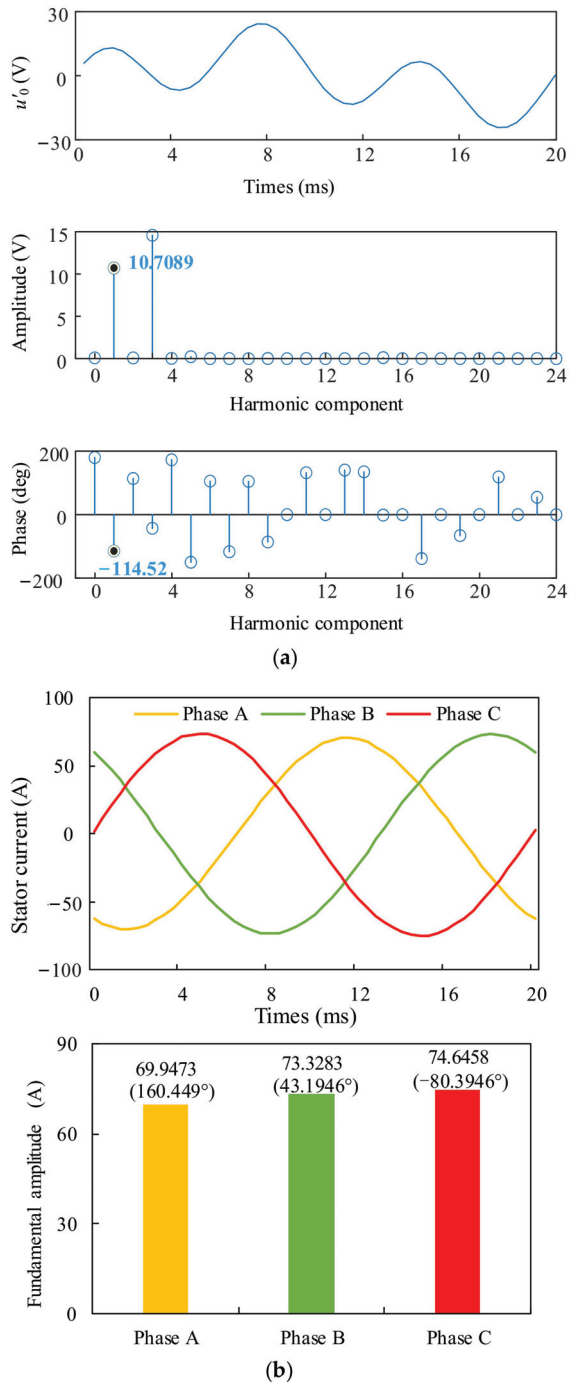 30
0
−30
u′0 (V)
0 4 8 12 16 20
Times (ms)
15
10
5
0
Amplitude (V)
10.7089
0 4 8 12 16 20 24
Harmonic component
200
0
−200
Phase (deg)
−114.52
0 4 8 12 16 20 24
Harmonic component
(a)
100
50
0
−50
−100
Stator current (A)
Phase A Phase B Phase C
0 4 8 12 16 20
Times (ms)
90
60
30
0
Fundamental amplitude (A)
69.9473
(160.449°)
73.3283
(43.1946°)
74.6458
(−80.3946°)
Phase A Phase B Phase C
(b)